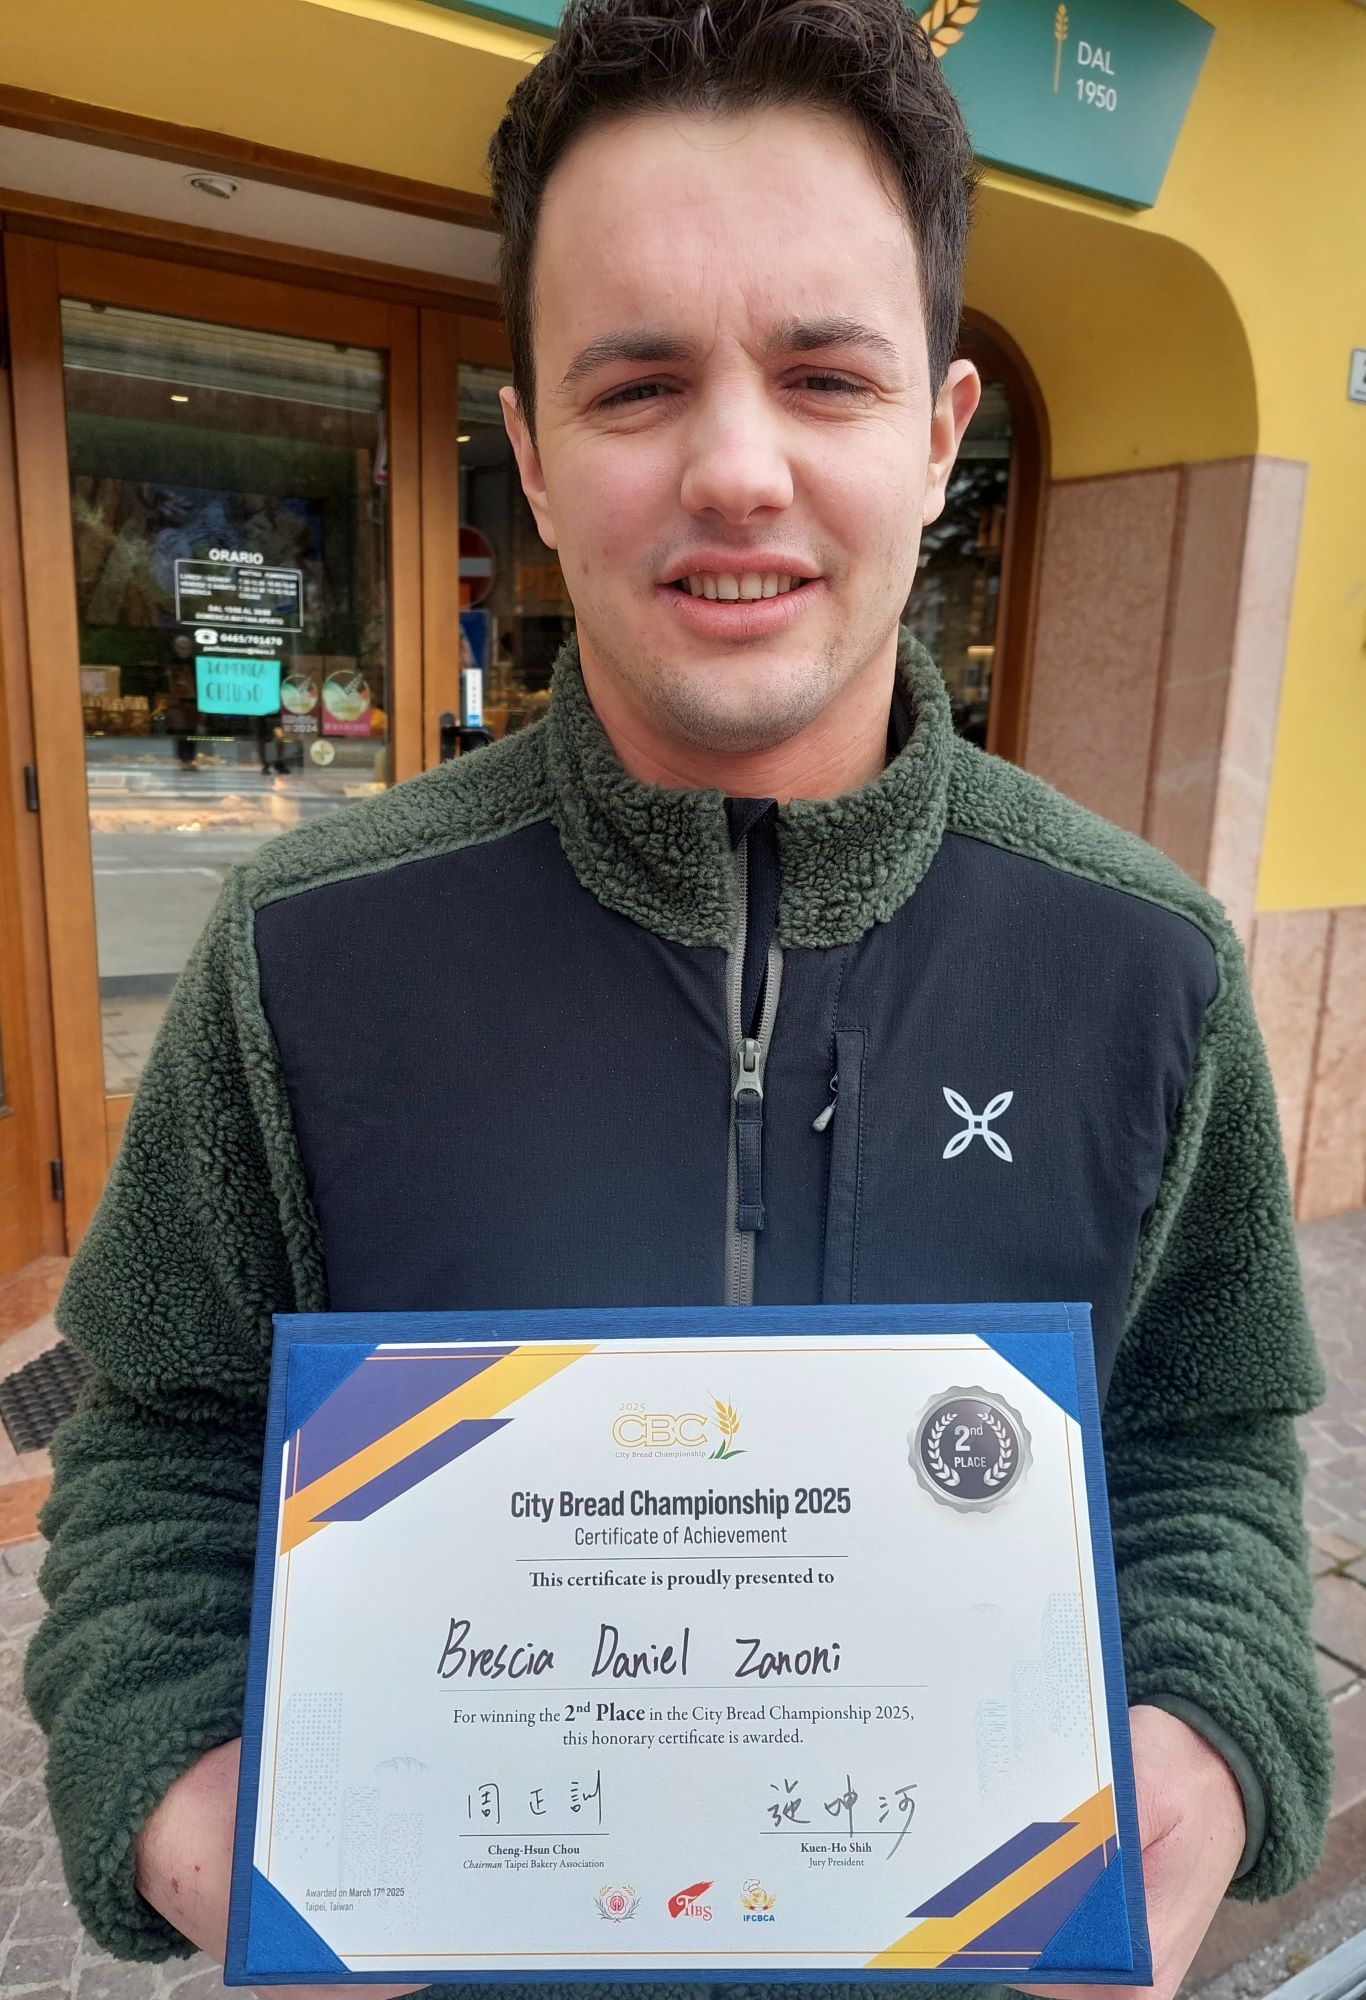 DAL
1950
ORARIO
DOMENICA
CHIUSO
2025
CBC
City Bread Championship
2nd
PLACE
City Bread Championship 2025
Certificate of Achievement
This certificate is proudly presented to
Brescia Daniel Zanoni
For winning the 2nd Place in the City Bread Championship 2025,
this honorary certificate is awarded.
周正訓 施坤河
Cheng-Hsun Chou Kuen-Ho Shih
Chairman Taipei Bakery Association Jury President
Awarded on March 17th 2025
Taipei, Taiwan
TIBS
IFCBCA